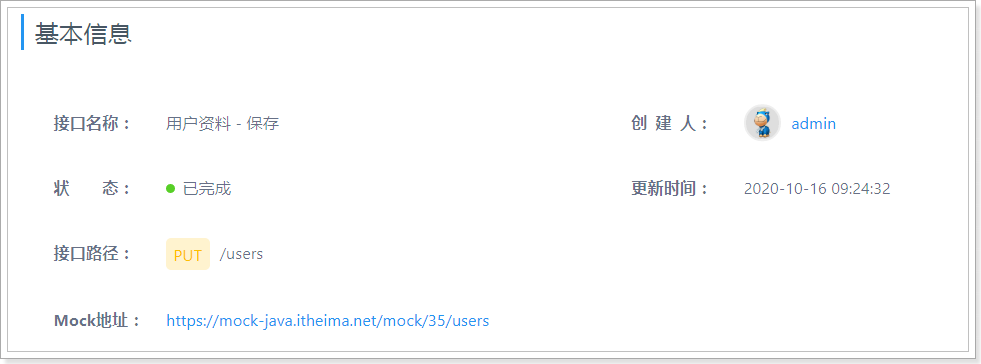 基本信息
接口名称： 用户资料 - 保存 创 建 人： admin
状 态： 已完成 更新时间： 2020-10-16 09:24:32
接口路径： PUT /users
Mock地址： https://mock-java.itheima.net/mock/35/users